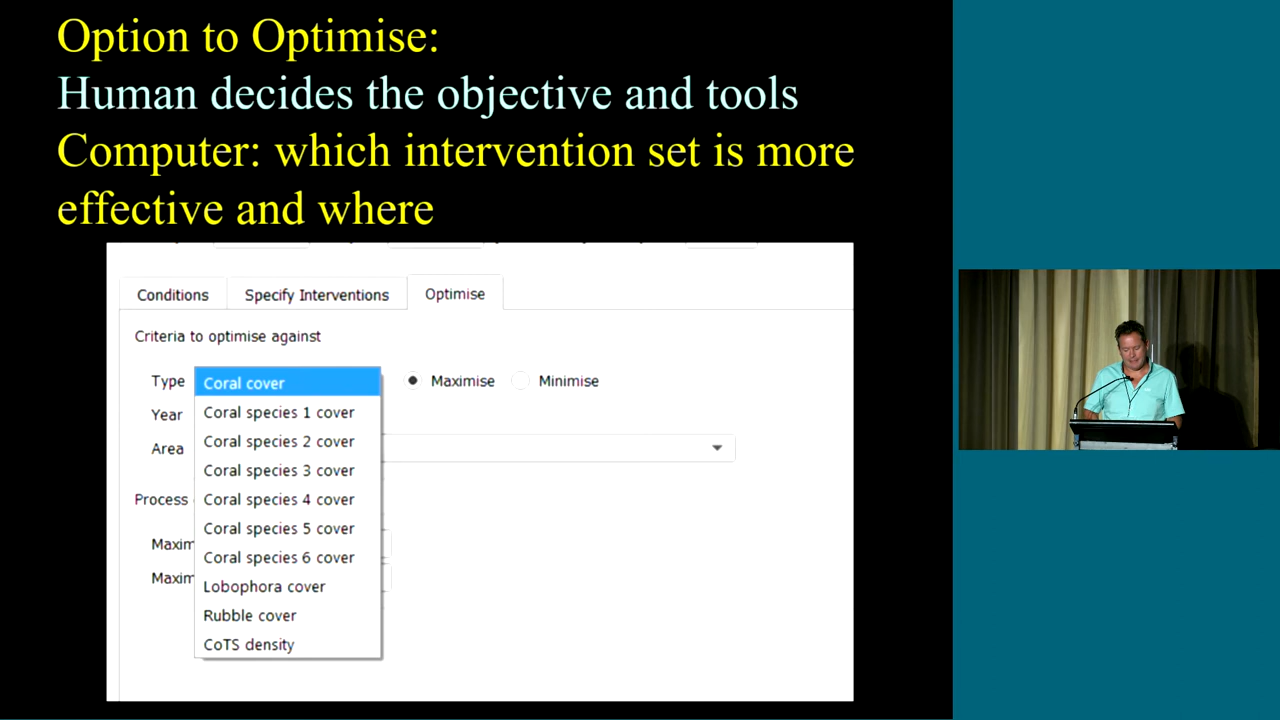 Option to Optimise:
Human decides the objective and tools
Computer: which intervention set is more
effective and where
Conditions
Specify Interventions
Optimise
Criteria to optimise against
Type
Coral cover
Maximise
Minimise
Year
Coral species 1 cover
Coral species 2 cover
Area
Coral species 3 cover
Process
Coral species 4 cover
Coral species 5 cover
Maxim
Coral species 6 cover
Maxim
Lobophora cover
Rubble cover
CoTS density